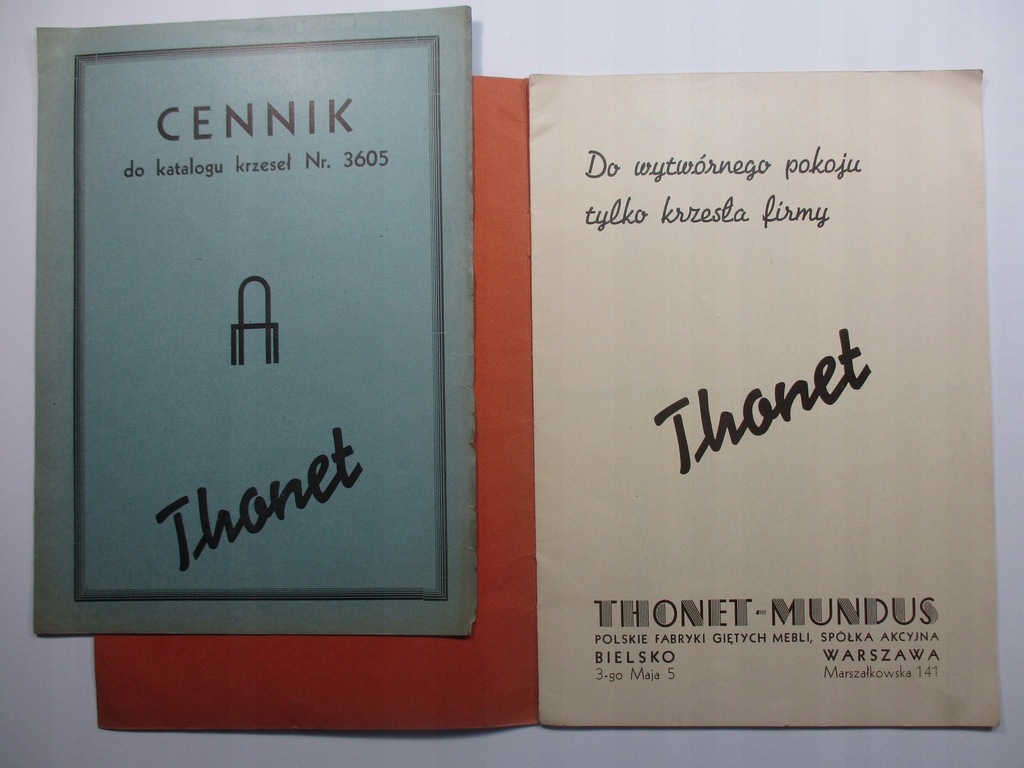 CENNIK
do katalogu krzeseł Nr. 3605
Thonet
Do wytwórnego pokoju
tylko krzesła firmy
Thonet
THONET-MUNDUS
POLSKIE FABRYKI GIĘTYCH MEBLI, SPÓŁKA AKCYJNA
BIELSKO WARSZAWA
3-go Maja 5 Marszałkowska 141